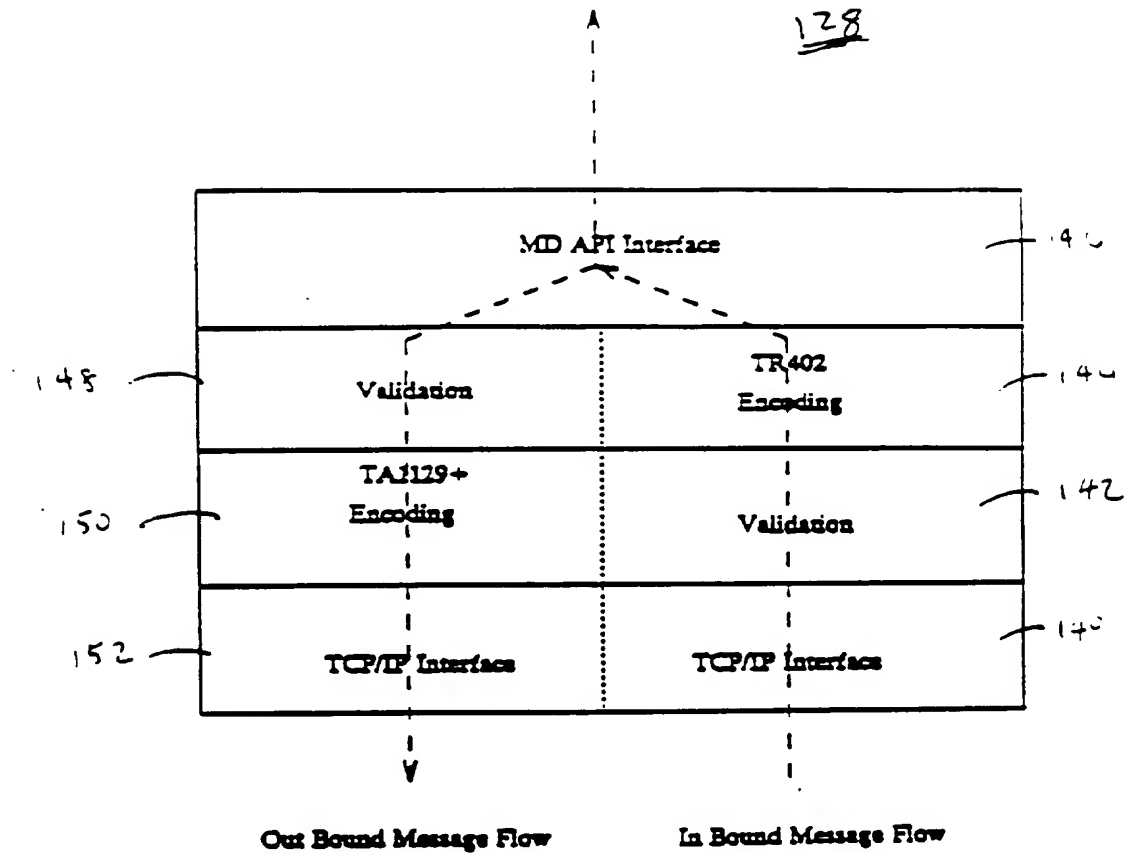 128
MD API Interface
148
Validation
TR402
Encoding
150
TA1129+
Encoding
Validation
142
152
TCP/IP Interface
TCP/IP Interface
140
Out Bound Message Flow
In Bound Message Flow